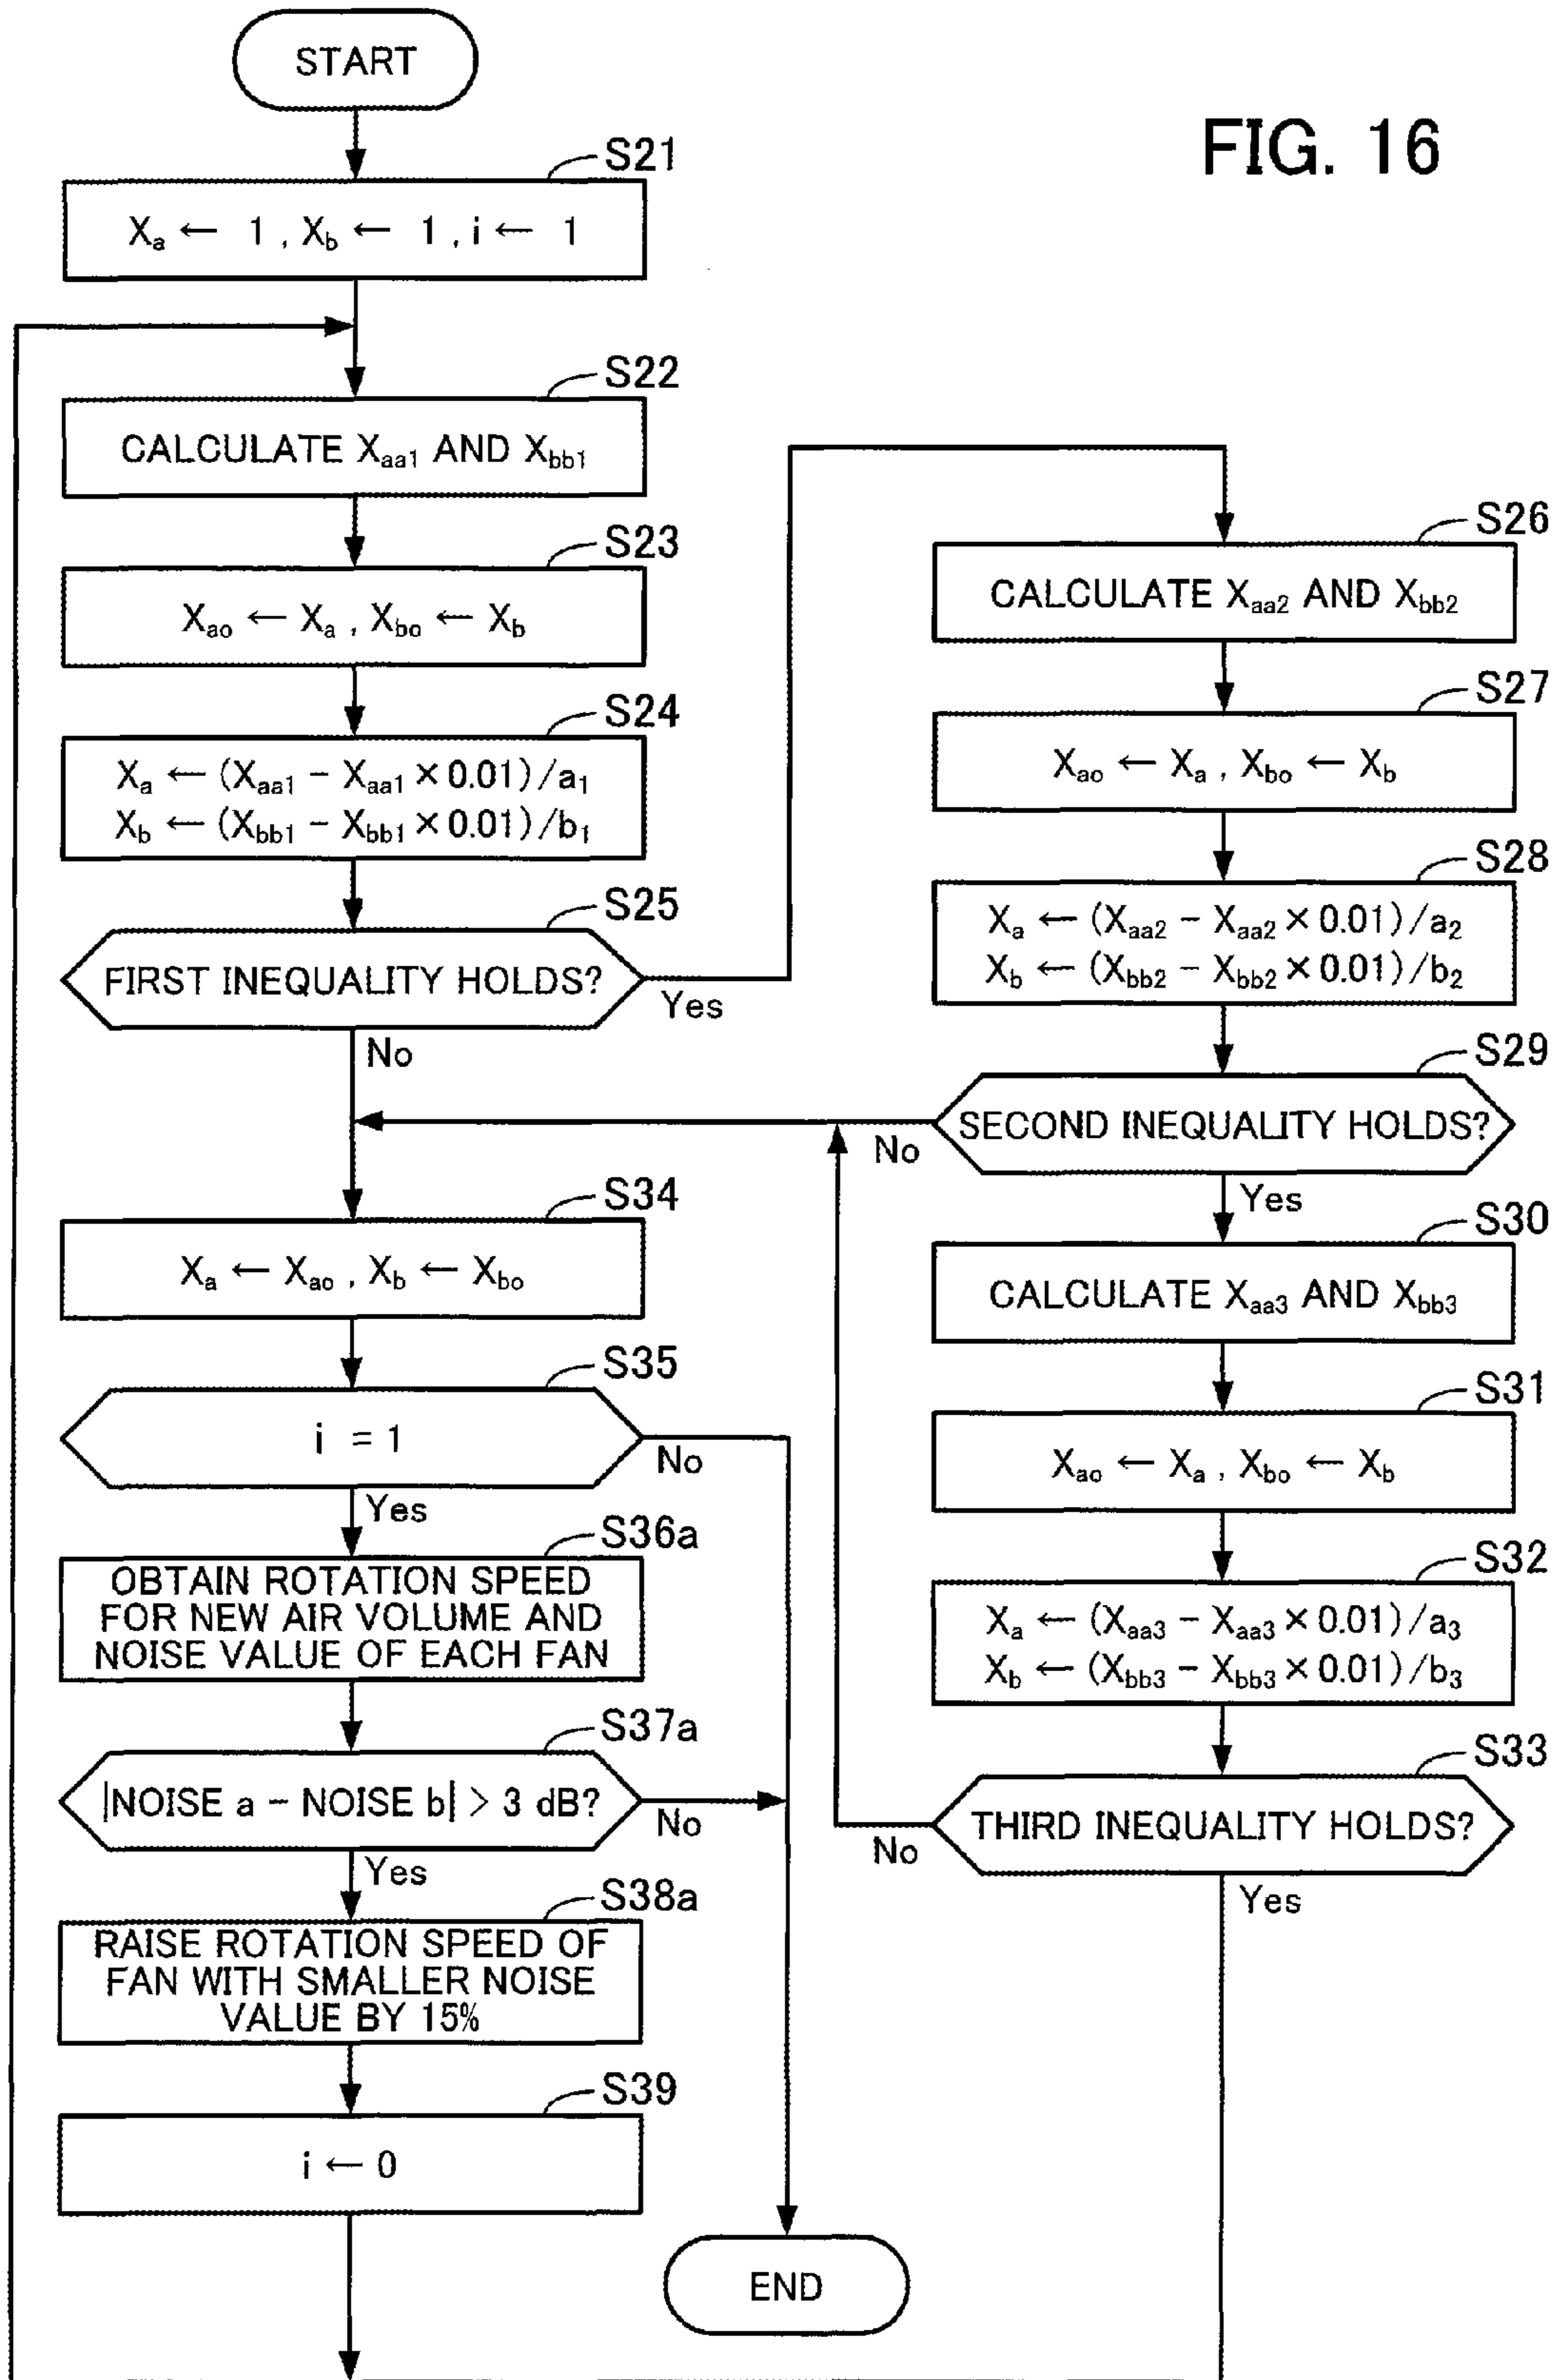 START
FIG. 16
S21
Xa ← 1 , Xb ← 1 , i ← 1
S22
CALCULATE Xaa1 AND Xbb1
S23
Xao ← Xa , Xbo ← Xb
S24
Xa ← (Xaa1 − Xaa1 × 0.01)/a1
Xb ← (Xbb1 − Xbb1 × 0.01)/b1
S25
FIRST INEQUALITY HOLDS?
Yes
No
S26
CALCULATE Xaa2 AND Xbb2
S27
Xao ← Xa , Xbo ← Xb
S28
Xa ← (Xaa2 − Xaa2 × 0.01)/a2
Xb ← (Xbb2 − Xbb2 × 0.01)/b2
S29
SECOND INEQUALITY HOLDS?
No
Yes
S30
CALCULATE Xaa3 AND Xbb3
S31
Xao ← Xa , Xbo ← Xb
S32
Xa ← (Xaa3 − Xaa3 × 0.01)/a3
Xb ← (Xbb3 − Xbb3 × 0.01)/b3
S33
THIRD INEQUALITY HOLDS?
No
Yes
S34
Xa ← Xao , Xb ← Xbo
S35
i = 1
No
Yes
S36a
OBTAIN ROTATION SPEED
FOR NEW AIR VOLUME AND
NOISE VALUE OF EACH FAN
S37a
|NOISE a − NOISE b| > 3 dB?
No
Yes
S38a
RAISE ROTATION SPEED OF
FAN WITH SMALLER NOISE
VALUE BY 15%
S39
i ← 0
END